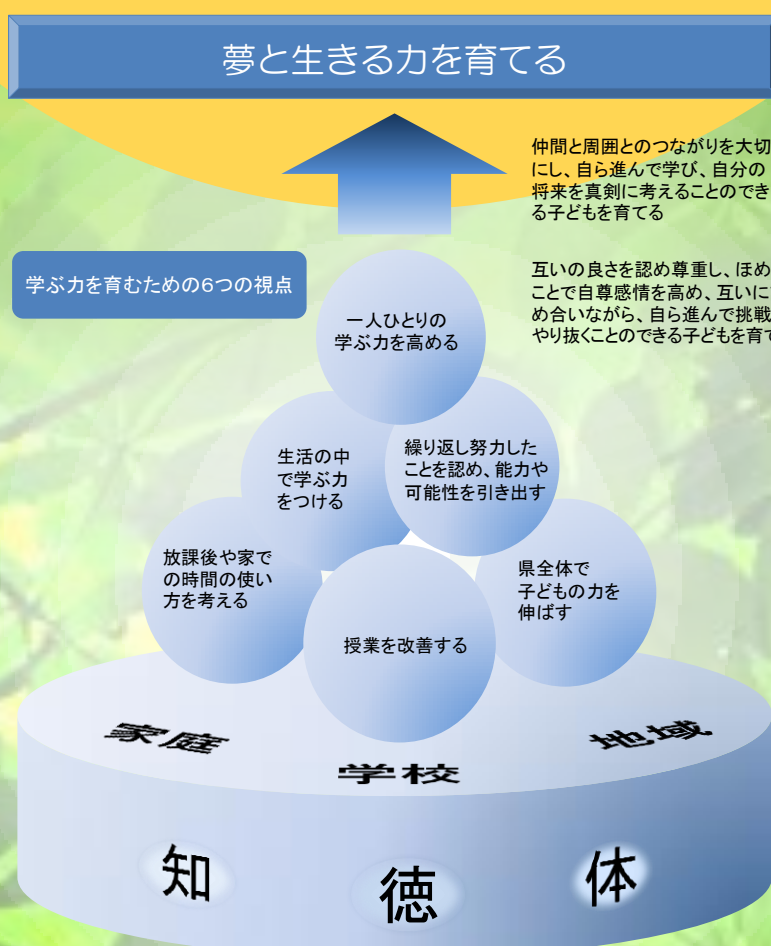 夢と生きる力を育てる
仲間と周囲とのつながりを大切
にし、自ら進んで学び、自分の
将来を真剣に考えることのでき
る子どもを育てる
学ぶ力を育むための6つの視点
互いの良さを認め尊重し、ほめ
ことで自尊感情を高め、互いに
め合いながら、自ら進んで挑戦
やり抜くことのできる子どもを育て
一人ひとりの
学ぶ力を高める
生活の中
で学ぶ力
をつける
繰り返し努力した
ことを認め、能力や
可能性を引き出す
放課後や家で
の時間の使い
方を考える
県全体で
子どもの力を
伸ばす
授業を改善する
家庭
学校
地域
知
徳
体